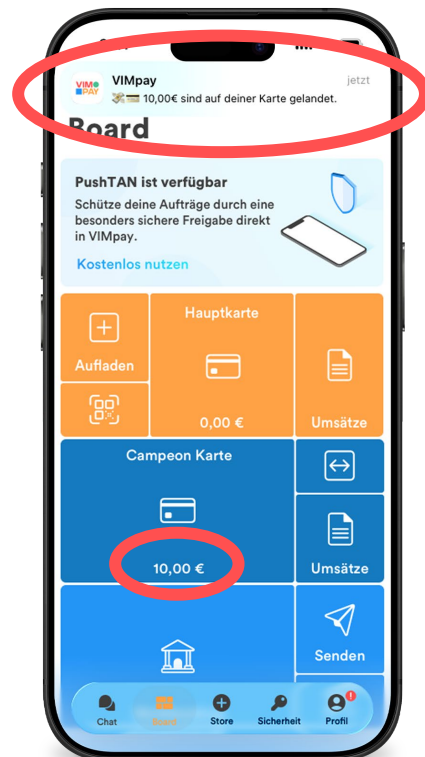 VIMpay
jetzt
VIM
PAY
10,00€ sind auf deiner Karte gelandet.
Board
PushTAN ist verfügbar
Schütze deine Aufträge durch eine
besonders sichere Freigabe direkt
in VIMpay.
Kostenlos nutzen
Hauptkarte
Aufladen
0,00 €
Umsätze
Campeon Karte
10,00 €
Umsätze
Senden
Chat
Board
Store
Sicherheit
Profil